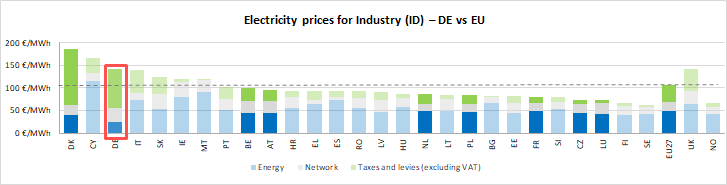 Electricity prices for Industry (ID) – DE vs EU
200 €/MWh
150 €/MWh
100 €/MWh
50 €/MWh
0 €/MWh
DK CY DE IT SK IE MT PT BE AT HR EL ES RO LV HU NL LT PL BG EE FR SI CZ LU FI SE EU27 UK NO
Energy Network Taxes and levies (excluding VAT)